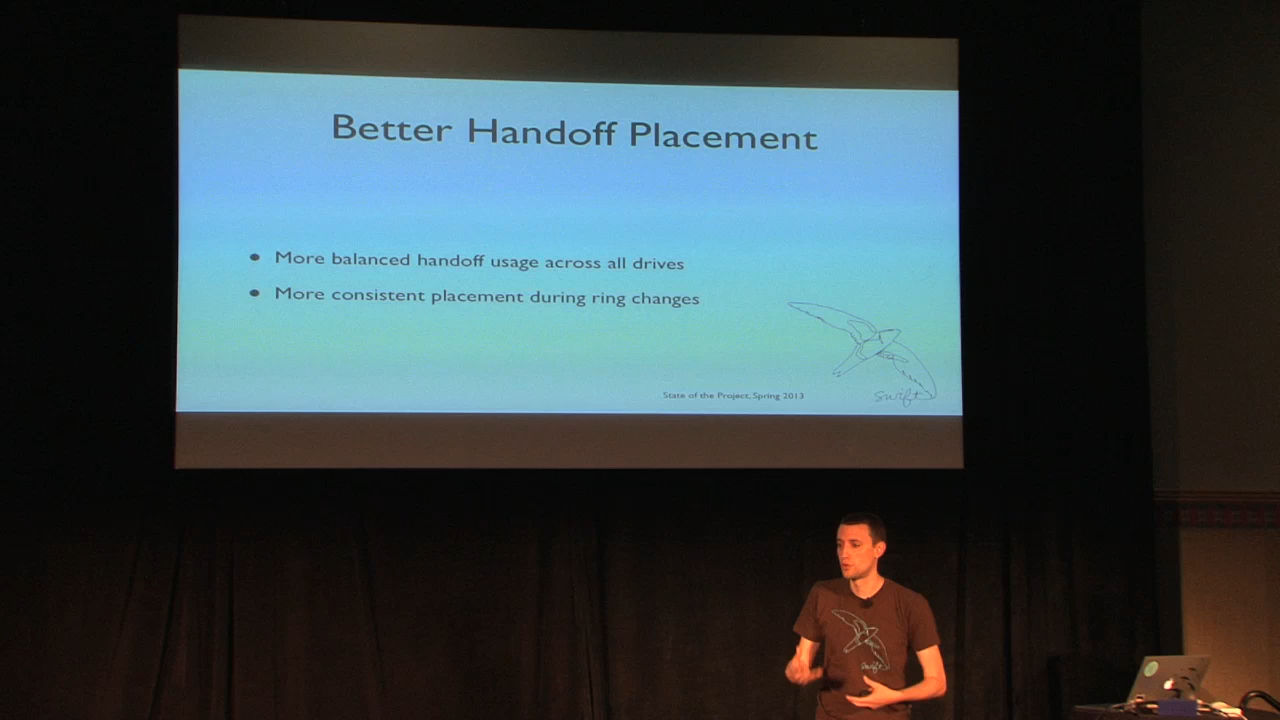 Better Handoff Placement
• More balanced handoff usage across all drives
• More consistent placement during ring changes
State of the Project, Spring 2013
Swift
Swift